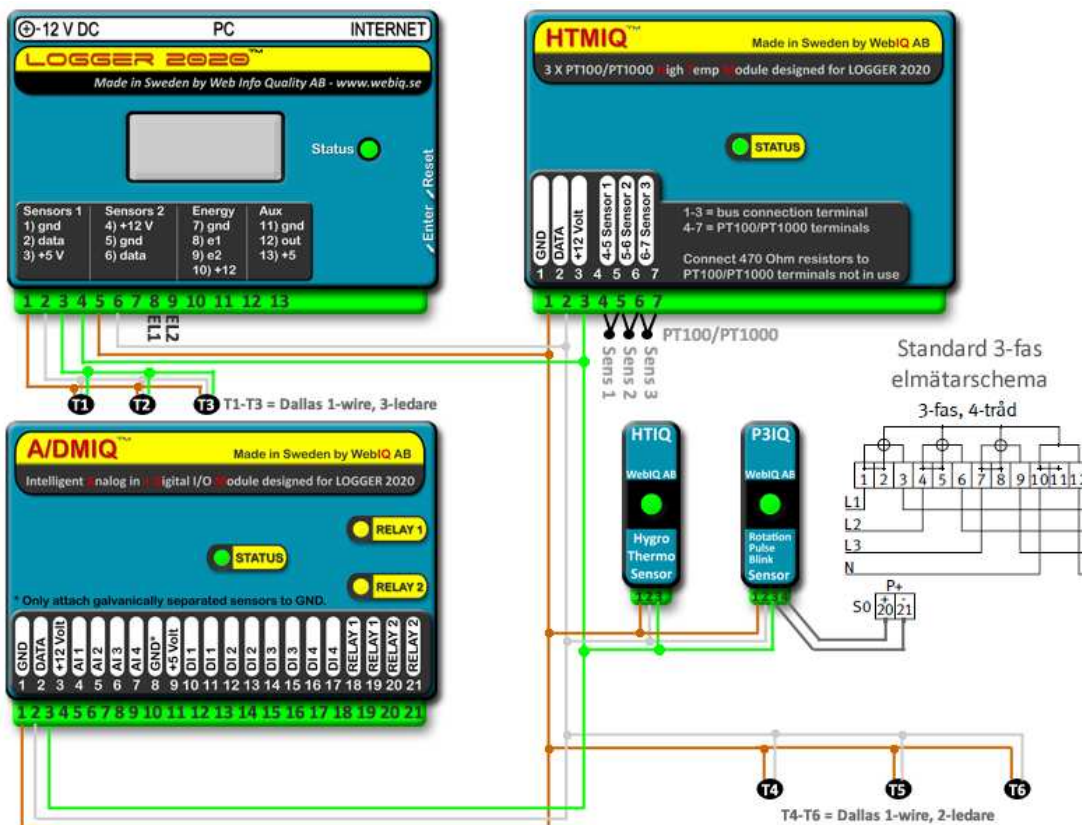 -12 V DC PC INTERNET
LOGGER 2020™
Made in Sweden by Web Info Quality AB - www.webiq.se
Status
Enter Reset
Sensors 1
1) gnd
2) data
3) +5 V
Sensors 2
4) +12 V
5) gnd
6) data
Energy
7) gnd
8) e1
9) e2
10) +12
Aux
11) gnd
12) out
13) +5
1 2 3 4 5 6 7 8 9 10 11 12 13
EL1
EL2
T1 T2 T3
T1-T3 = Dallas 1-wire, 3-ledare
HTMIQ™
Made in Sweden by WebIQ AB
3 X PT100/PT1000 High Temp Module designed for LOGGER 2020
STATUS
GND
DATA
+12 Volt
4-5 Sensor 1
5-6 Sensor 2
6-7 Sensor 3
1 2 3 4 5 6 7
1-3 = bus connection terminal
4-7 = PT100/PT1000 terminals
Connect 470 Ohm resistors to
PT100/PT1000 terminals not in use
1 2 3 4 5 6 7
PT100/PT1000
Sens 1
Sens 2
Sens 3
Standard 3-fas
elmätarschema
3-fas, 4-tråd
1 2 3 4 5 6 7 8 9 10 11
L1
L2
L3
N
P+
S0
+ -
20 21
HTIQ
WebIQ AB
Hygro
Thermo
Sensor
1 2 3
P3IQ
WebIQ AB
Rotation
Pulse
Blink
Sensor
1 2 3 4
A/DMIQ™
Made in Sweden by WebIQ AB
Intelligent Analog in Digital I/O Module designed for LOGGER 2020
RELAY 1
STATUS
RELAY 2
* Only attach galvanically separated sensors to GND.
GND
DATA
+12 Volt
AI 1
AI 2
AI 3
AI 4
GND*
+5 Volt
DI 1
DI 1
DI 2
DI 2
DI 3
DI 3
DI 4
DI 4
RELAY 1
RELAY 1
RELAY 2
RELAY 2
1 2 3 4 5 6 7 8 9 10 11 12 13 14 15 16 17 18 19 20 21
1 2 3 4 5 6 7 8 9 10 11 12 13 14 15 16 17 18 19 20 21
T4 T5 T6
T4-T6 = Dallas 1-wire, 2-ledare